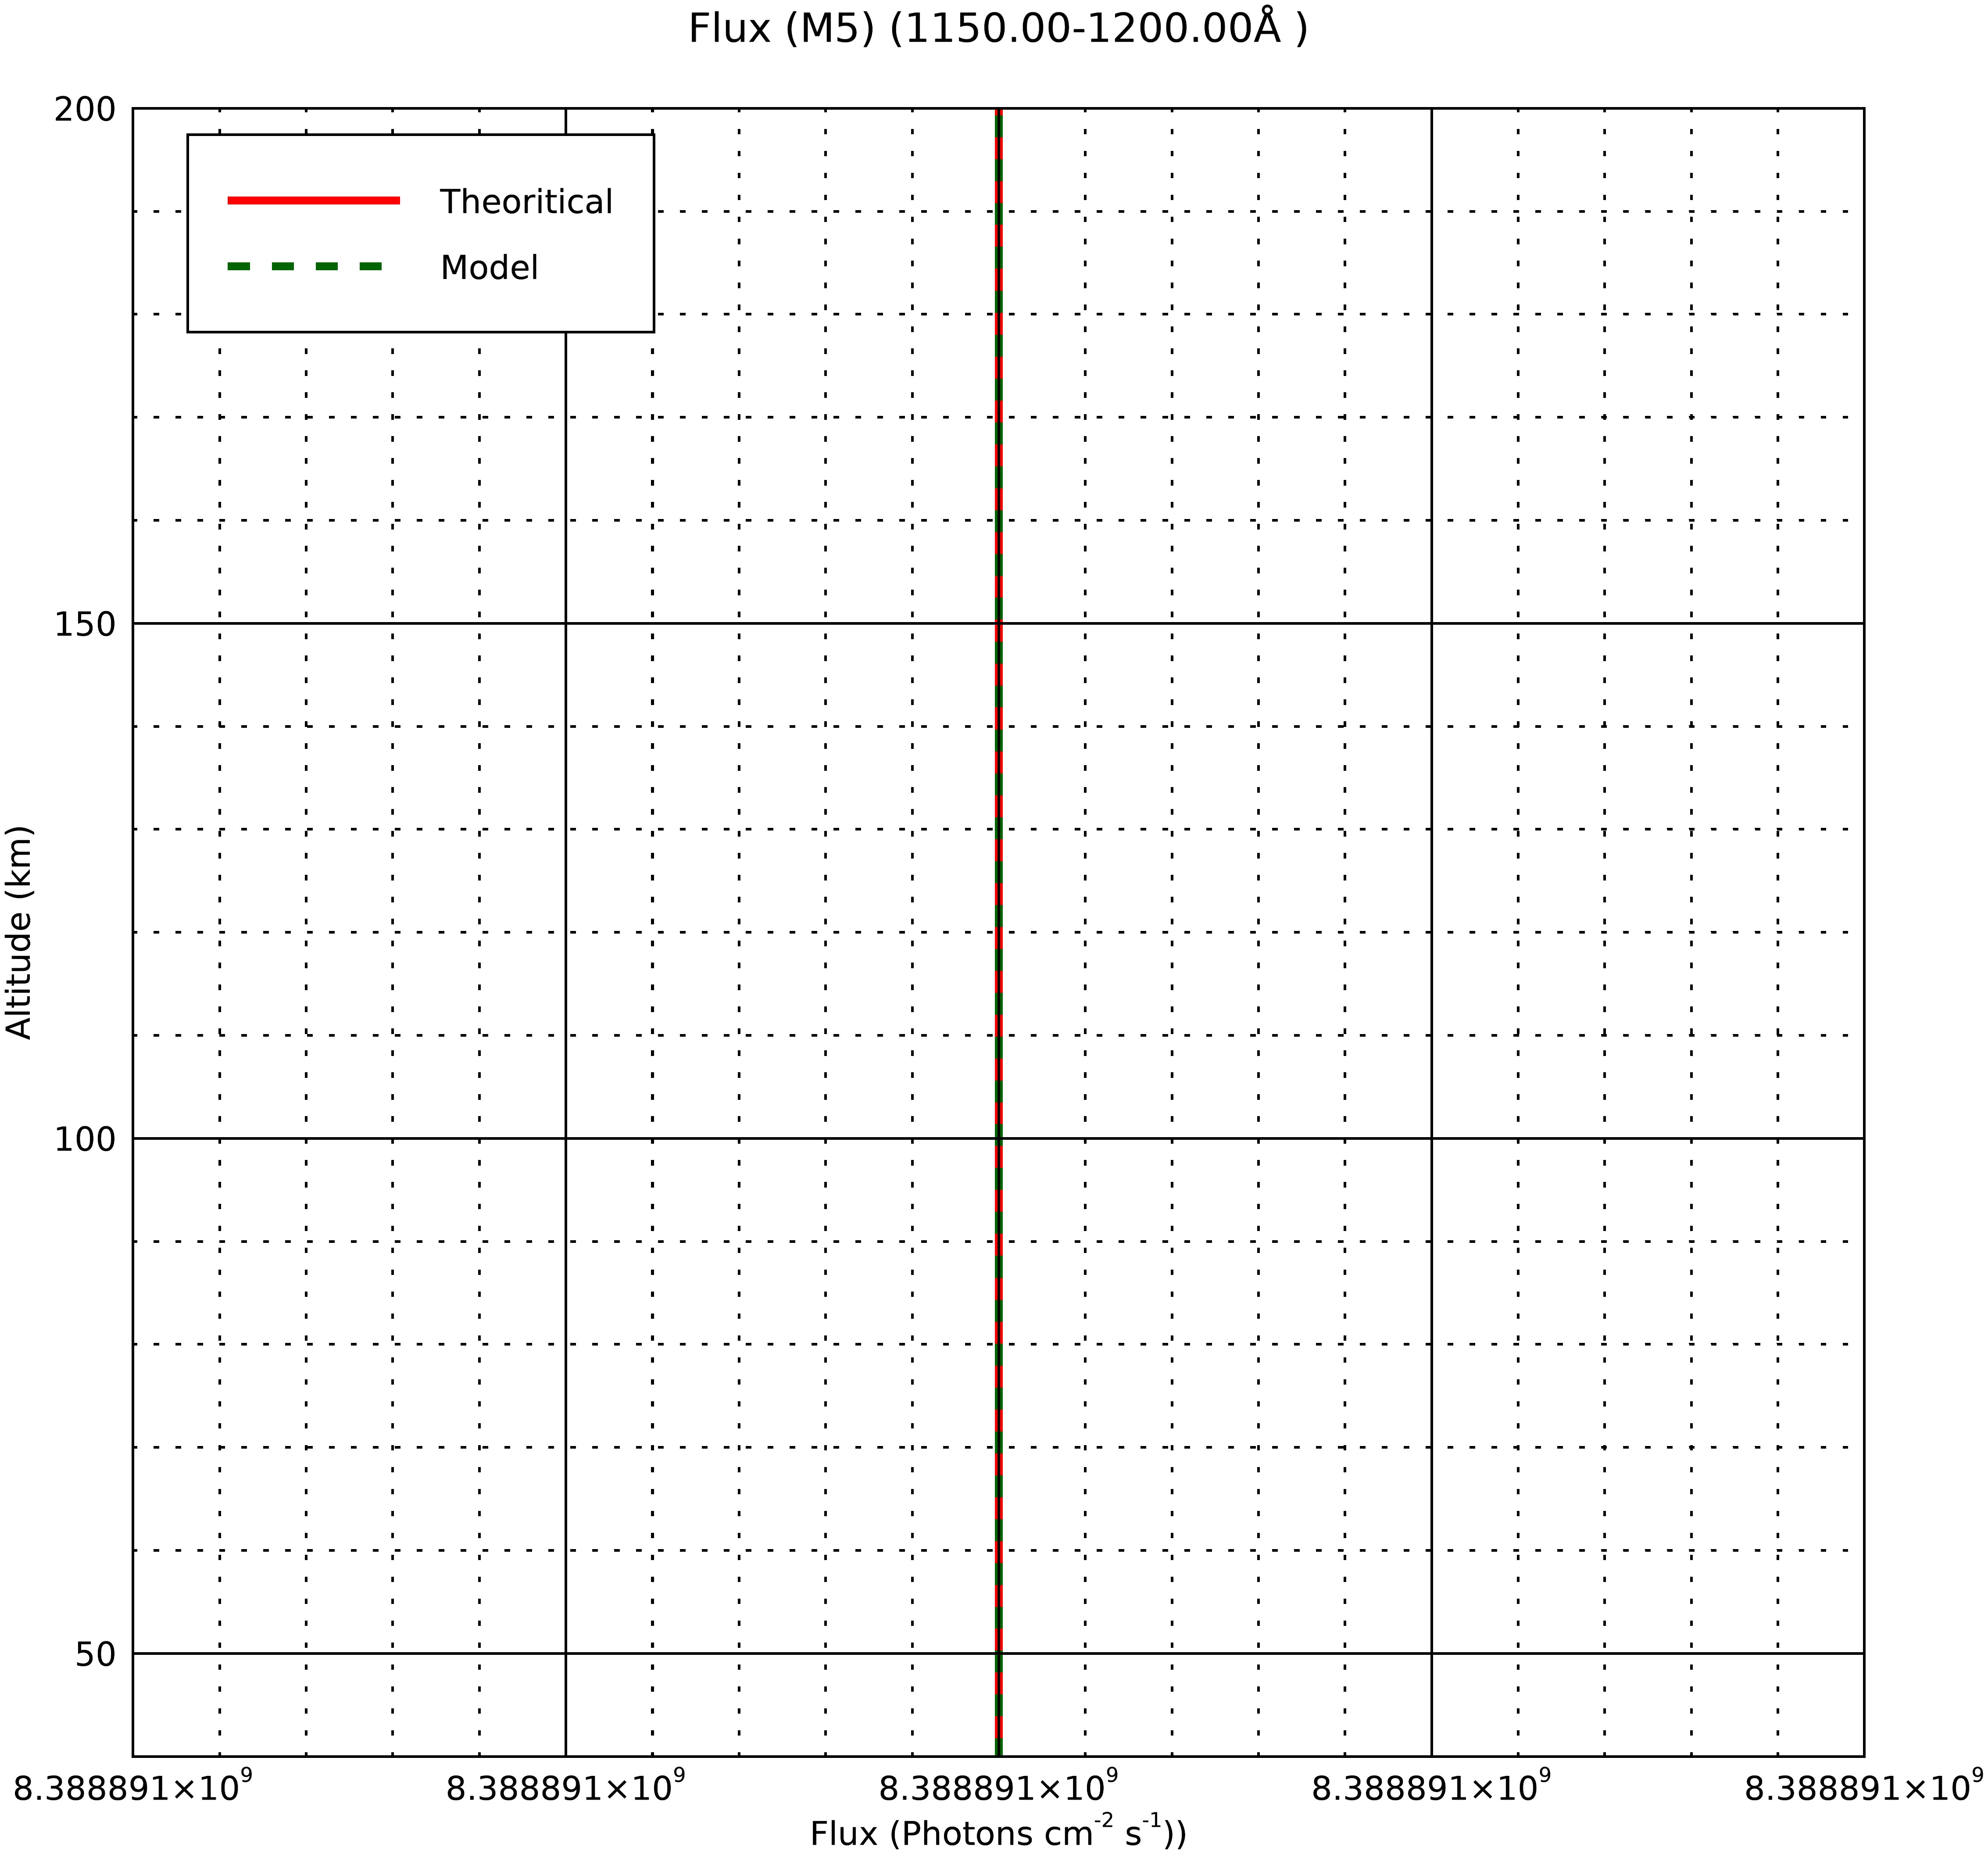 Flux (M5) (1150.00-1200.00Å )
200
Theoritical
Model
150
Altitude (km)
100
50
8.388891×10⁹ 8.388891×10⁹ 8.388891×10⁹ 8.388891×10⁹ 8.388891×10⁹
Flux (Photons cm⁻² s⁻¹))